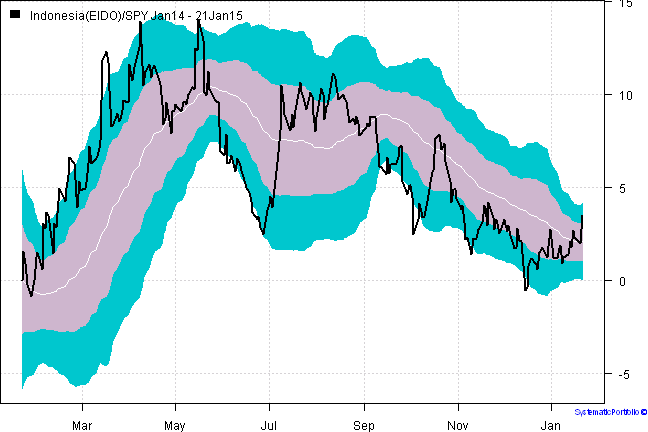 Indonesia(EIDO)/SPY Jan14 - 21Jan15
15
10
5
0
-5
Mar May Jul Sep Nov Jan
SystematicPortfolio ©